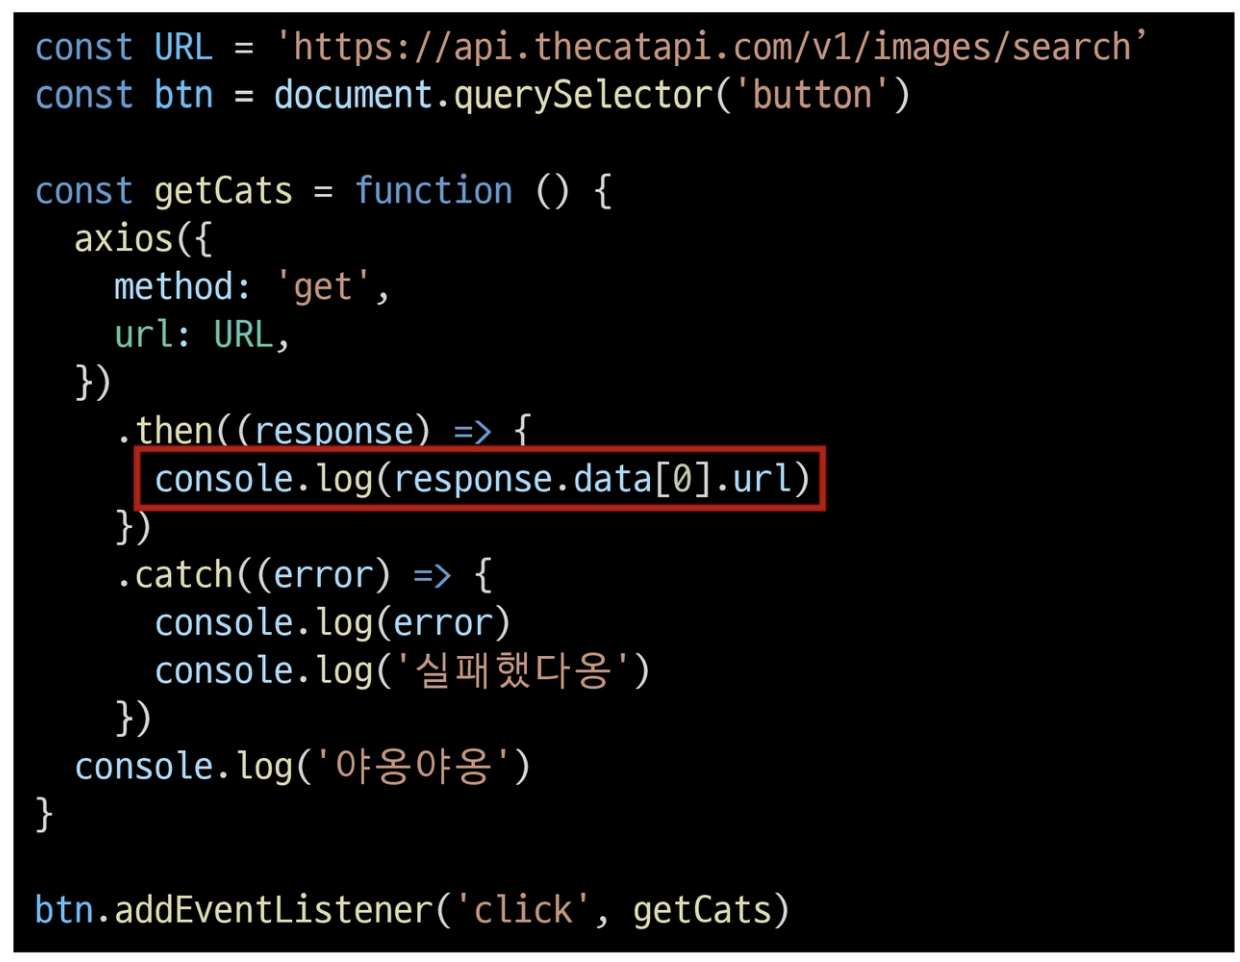 const URL = 'https://api.thecatapi.com/v1/images/search’
const btn = document.querySelector('button')
const getCats = function () {
axios({
method: 'get',
url: URL,
})
.then((response) => {
console.log(response.data[0].url)
})
.catch((error) => {
console.log(error)
console.log('실패했다옹')
})
console.log('야옹야옹')
}
btn.addEventListener('click', getCats)